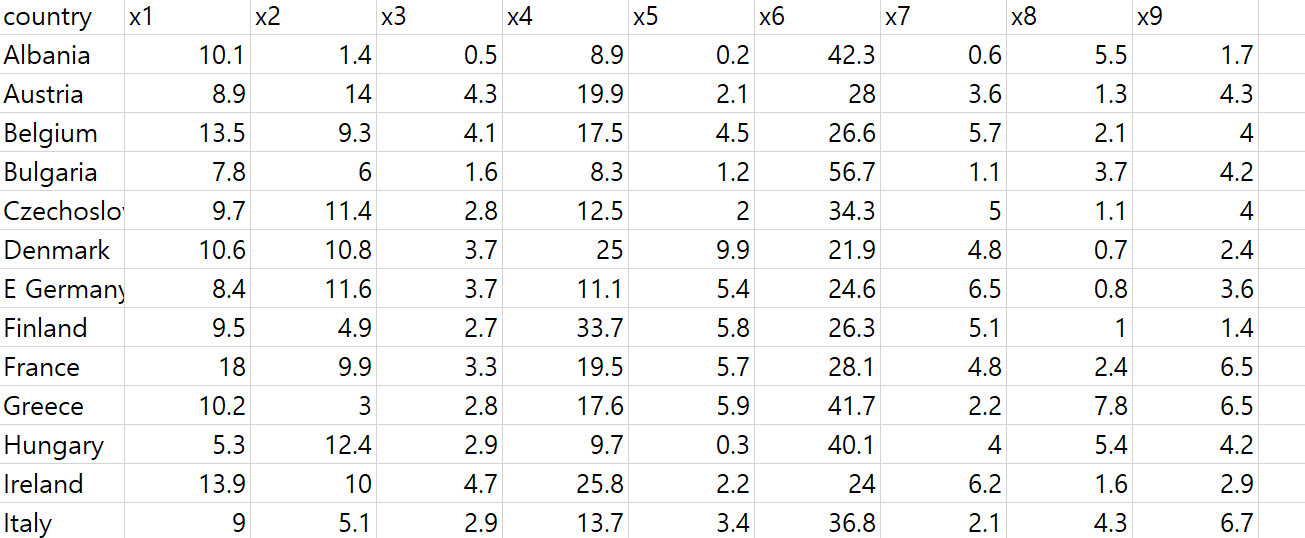 country x1 x2 x3 x4 x5 x6 x7 x8 x9
Albania 10.1 1.4 0.5 8.9 0.2 42.3 0.6 5.5 1.7
Austria 8.9 14 4.3 19.9 2.1 28 3.6 1.3 4.3
Belgium 13.5 9.3 4.1 17.5 4.5 26.6 5.7 2.1 4
Bulgaria 7.8 6 1.6 8.3 1.2 56.7 1.1 3.7 4.2
Czechoslo 9.7 11.4 2.8 12.5 2 34.3 5 1.1 4
Denmark 10.6 10.8 3.7 25 9.9 21.9 4.8 0.7 2.4
E Germany 8.4 11.6 3.7 11.1 5.4 24.6 6.5 0.8 3.6
Finland 9.5 4.9 2.7 33.7 5.8 26.3 5.1 1 1.4
France 18 9.9 3.3 19.5 5.7 28.1 4.8 2.4 6.5
Greece 10.2 3 2.8 17.6 5.9 41.7 2.2 7.8 6.5
Hungary 5.3 12.4 2.9 9.7 0.3 40.1 4 5.4 4.2
Ireland 13.9 10 4.7 25.8 2.2 24 6.2 1.6 2.9
Italy 9 5.1 2.9 13.7 3.4 36.8 2.1 4.3 6.7